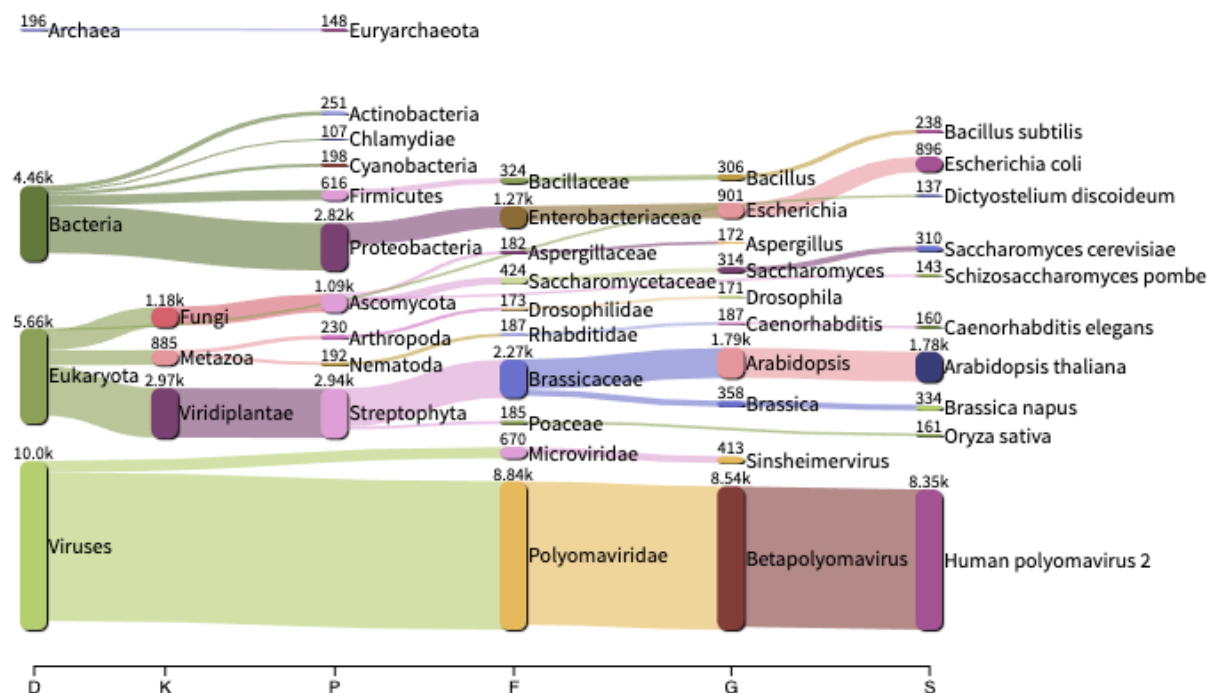 196
Archaea
148
Euryarchaeota
251
Actinobacteria
107
Chlamydiae
198
Cyanobacteria
616
Firmicutes
324
Bacillaceae
306
Bacillus
238
Bacillus subtilis
896
Escherichia coli
137
Dictyostelium discoideum
4.46k
Bacteria
2.82k
Proteobacteria
1.27k
Enterobacteriaceae
901
Escherichia
182
Aspergillaceae
172
Aspergillus
310
Saccharomyces cerevisiae
424
Saccharomycetaceae
314
Saccharomyces
143
Schizosaccharomyces pombe
1.18k
Fungi
1.09k
Ascomycota
173
Drosophilidae
171
Drosophila
5.66k
Eukaryota
885
Metazoa
230
Arthropoda
192
Nematoda
187
Rhabditidae
187
Caenorhabditis
160
Caenorhabditis elegans
2.97k
Viridiplantae
2.94k
Streptophyta
2.27k
Brassicaceae
1.79k
Arabidopsis
1.78k
Arabidopsis thaliana
358
Brassica
334
Brassica napus
185
Poaceae
161
Oryza sativa
10.0k
Viruses
670
Microviridae
413
Sinsheimervirus
8.84k
Polyomaviridae
8.54k
Betapolyomavirus
8.35k
Human polyomavirus 2
D K P F G S